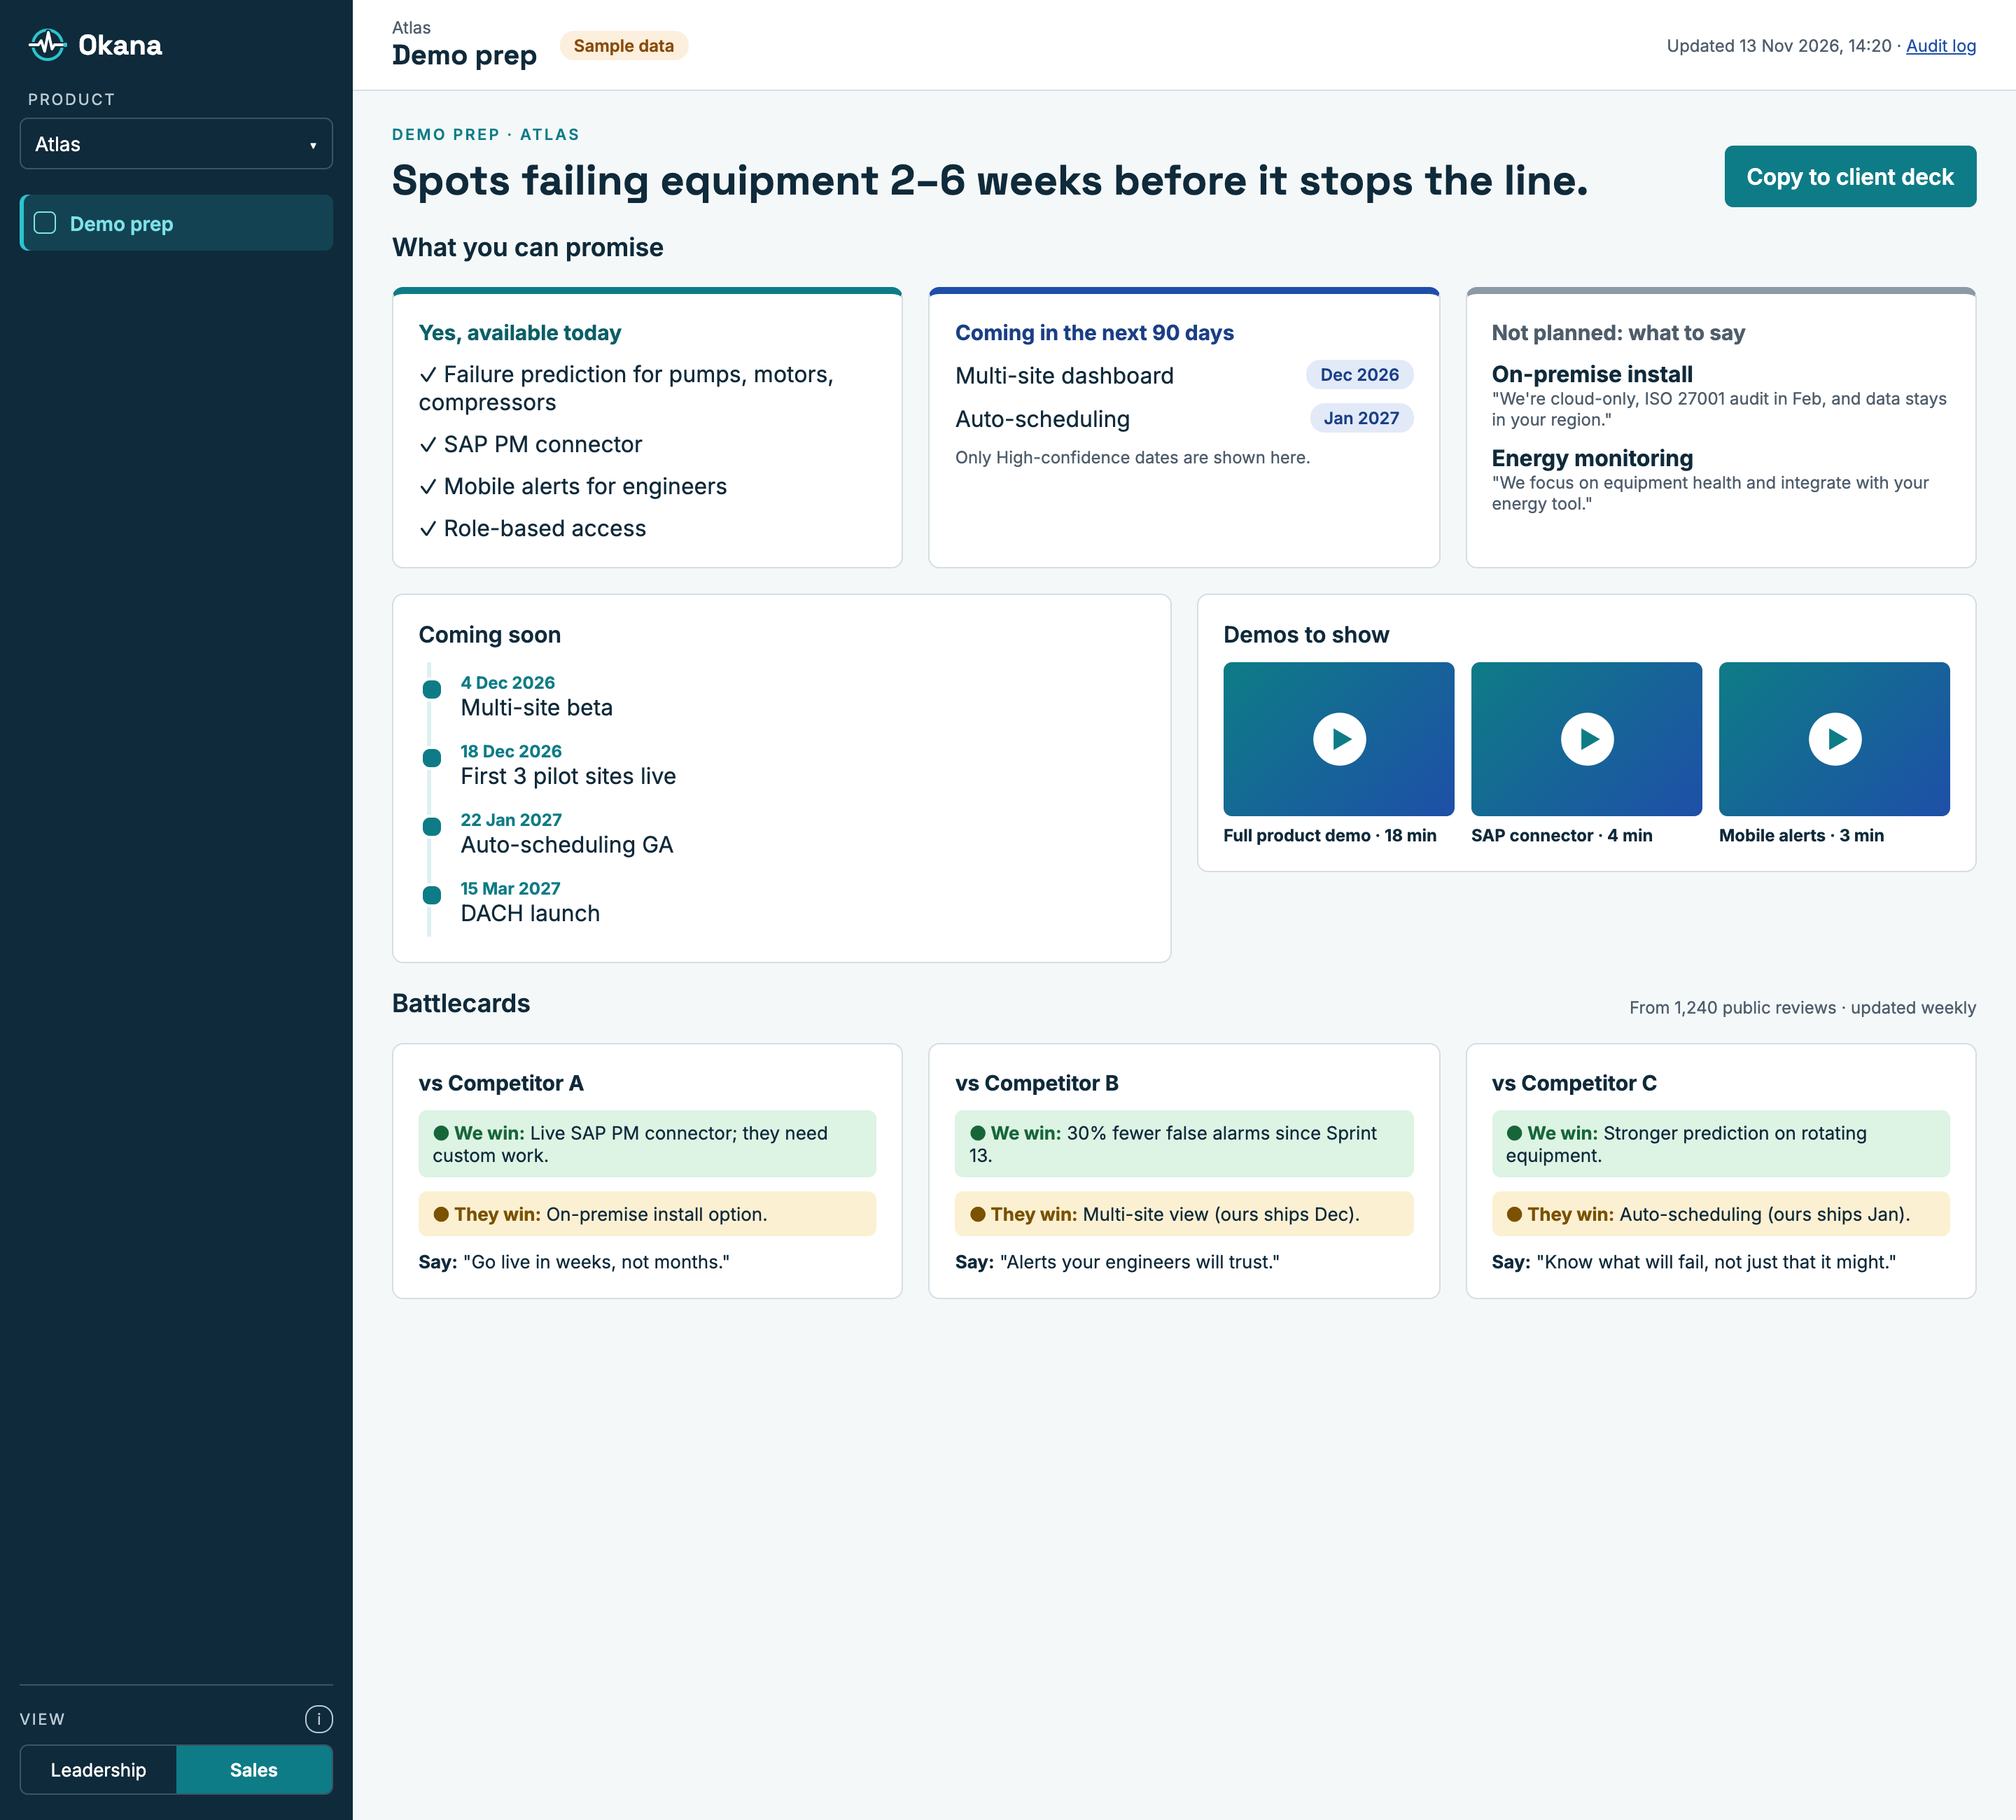 Okana
PRODUCT
Atlas
Demo prep
VIEW
i
Leadership
Sales
Atlas
Demo prep
Sample data
Updated 13 Nov 2026, 14:20 · Audit log
DEMO PREP · ATLAS
Spots failing equipment 2–6 weeks before it stops the line.
Copy to client deck
What you can promise
Yes, available today
✓ Failure prediction for pumps, motors,
compressors
✓ SAP PM connector
✓ Mobile alerts for engineers
✓ Role-based access
Coming in the next 90 days
Multi-site dashboard
Dec 2026
Auto-scheduling
Jan 2027
Only High-confidence dates are shown here.
Not planned: what to say
On-premise install
"We're cloud-only, ISO 27001 audit in Feb, and data stays
in your region."
Energy monitoring
"We focus on equipment health and integrate with your
energy tool."
Coming soon
4 Dec 2026
Multi-site beta
18 Dec 2026
First 3 pilot sites live
22 Jan 2027
Auto-scheduling GA
15 Mar 2027
DACH launch
Demos to show
Full product demo · 18 min
SAP connector · 4 min
Mobile alerts · 3 min
Battlecards
From 1,240 public reviews · updated weekly
vs Competitor A
We win: Live SAP PM connector; they need
custom work.
They win: On-premise install option.
Say: "Go live in weeks, not months."
vs Competitor B
We win: 30% fewer false alarms since Sprint
13.
They win: Multi-site view (ours ships Dec).
Say: "Alerts your engineers will trust."
vs Competitor C
We win: Stronger prediction on rotating
equipment.
They win: Auto-scheduling (ours ships Jan).
Say: "Know what will fail, not just that it might."